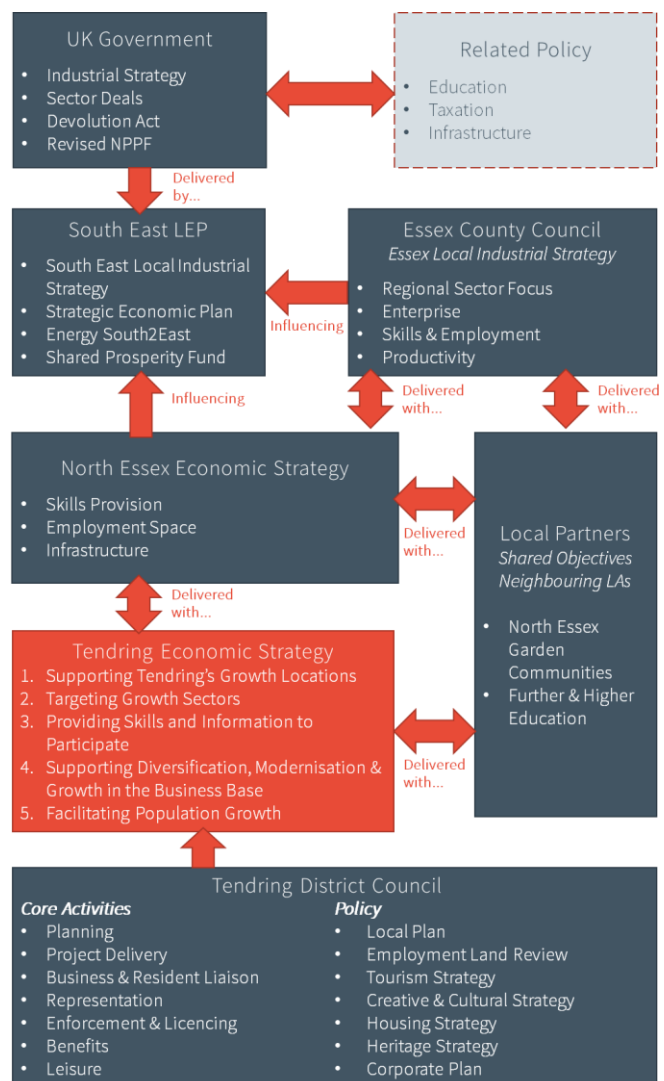 UK Government
• Industrial Strategy
• Sector Deals
• Devolution Act
• Revised NPPF
Related Policy
• Education
• Taxation
• Infrastructure
Delivered
by...
South East LEP
• South East Local Industrial
Strategy
• Strategic Economic Plan
• Energy South2East
• Shared Prosperity Fund
Influencing
Essex County Council
Essex Local Industrial Strategy
• Regional Sector Focus
• Enterprise
• Skills & Employment
• Productivity
Influencing
Delivered
with...
Delivered
with...
North Essex Economic Strategy
• Skills Provision
• Employment Space
• Infrastructure
Delivered
with...
Local Partners
Shared Objectives
Neighbouring LAs
• North Essex
Garden
Communities
• Further & Higher
Education
Delivered
with...
Tendring Economic Strategy
1. Supporting Tendring's Growth Locations
2. Targeting Growth Sectors
3. Providing Skills and Information to
Participate
4. Supporting Diversification, Modernisation &
Growth in the Business Base
5. Facilitating Population Growth
Delivered
with...
Tendring District Council
Core Activities
• Planning
• Project Delivery
• Business & Resident Liaison
• Representation
• Enforcement & Licencing
• Benefits
• Leisure
Policy
• Local Plan
• Employment Land Review
• Tourism Strategy
• Creative & Cultural Strategy
• Housing Strategy
• Heritage Strategy
• Corporate Plan